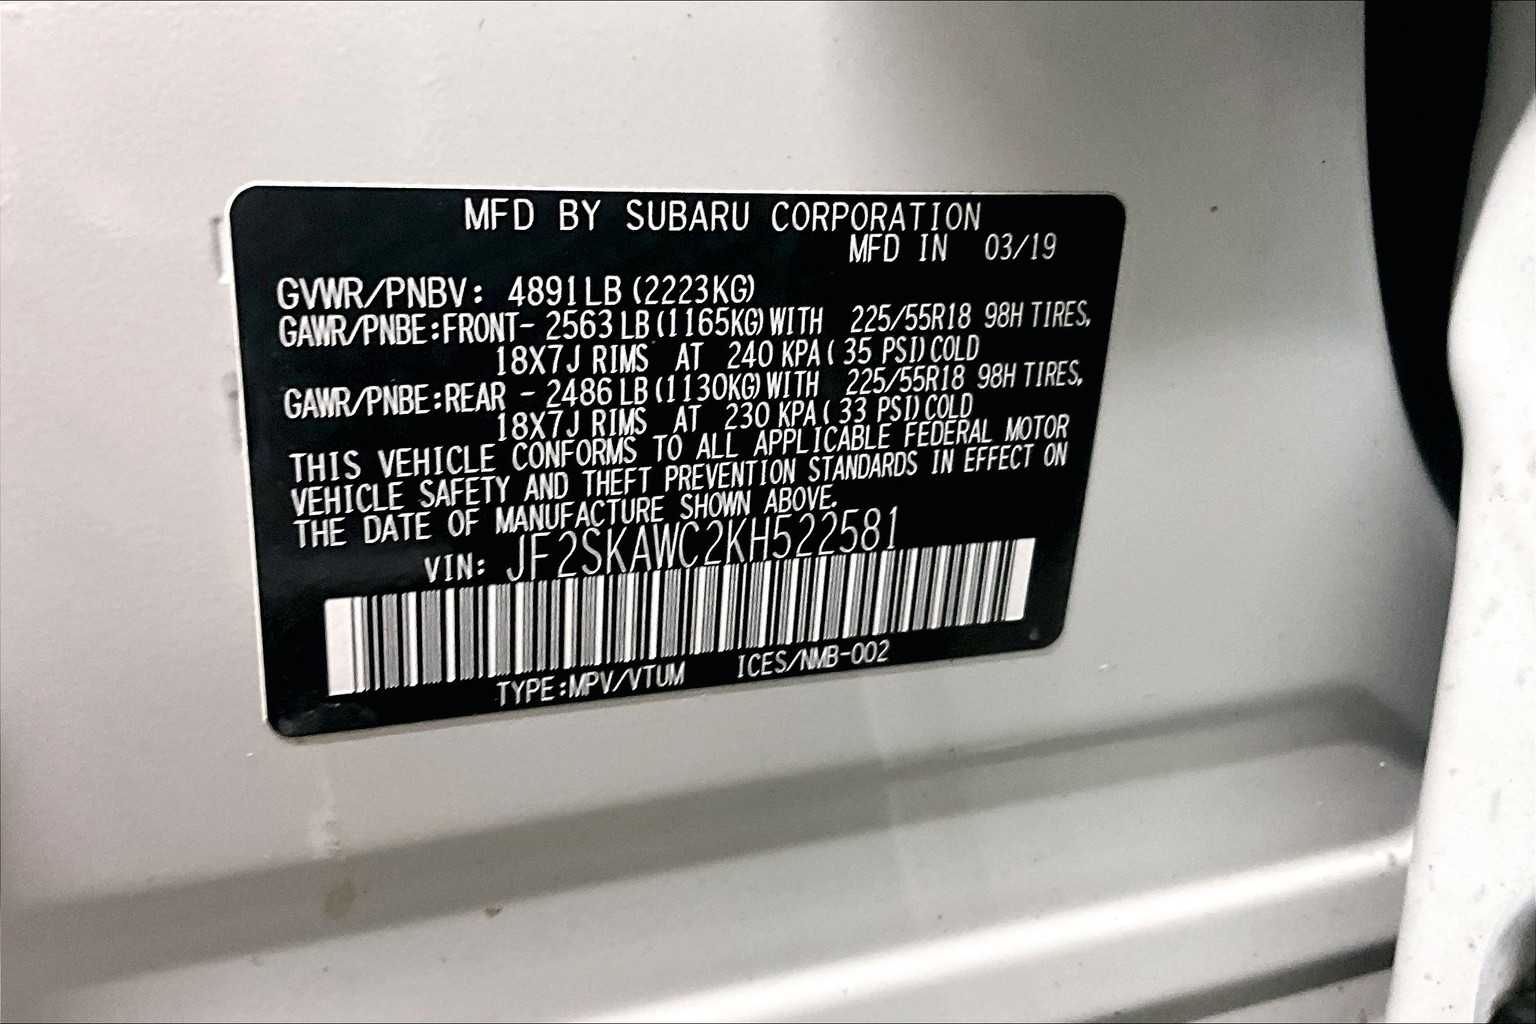 MFD BY SUBARU CORPORATION
MFD IN 03/19
GVWR/PNBV: 4891LB (2223KG)
GAWR/PNBE:FRONT- 2563LB(1165KG)WITH 225/55R18 98H TIRES,
18X7J RIMS AT 240 KPA( 35 PSI)COLD
GAWR/PNBE:REAR - 2486LB(1130KG)WITH 225/55R18 98H TIRES,
18X7J RIMS AT 230 KPA( 33 PSI)COLD
THIS VEHICLE CONFORMS TO ALL APPLICABLE FEDERAL MOTOR
VEHICLE SAFETY AND THEFT PREVENTION STANDARDS IN EFFECT ON
THE DATE OF MANUFACTURE SHOWN ABOVE.
VIN: JF2SKAWC2KH522581
TYPE:MPV/VTUM ICES/NMB-002